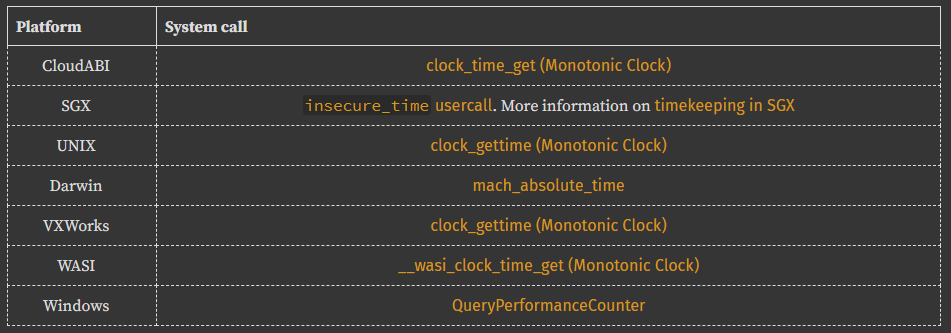 Platform System call
CloudABI clock_time_get (Monotonic Clock)
SGX insecure_time usercall. More information on timekeeping in SGX
UNIX clock_gettime (Monotonic Clock)
Darwin mach_absolute_time
VXWorks clock_gettime (Monotonic Clock)
WASI __wasi_clock_time_get (Monotonic Clock)
Windows QueryPerformanceCounter